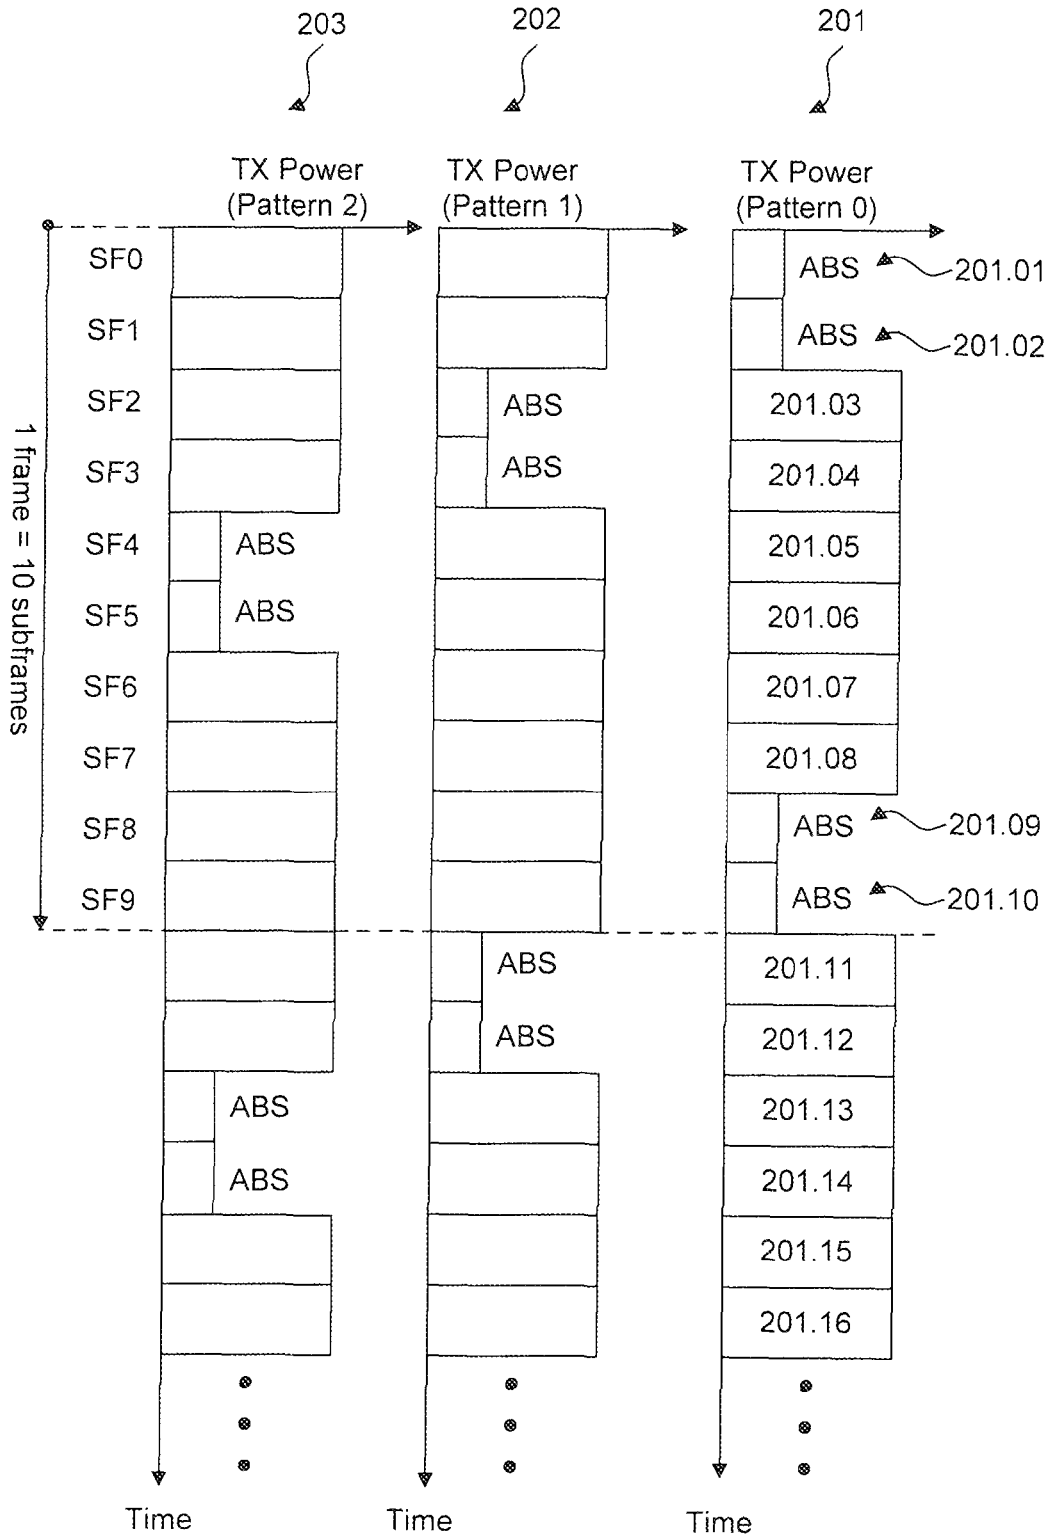 203
202
201
TX Power
(Pattern 2)
TX Power
(Pattern 1)
TX Power
(Pattern 0)
1 frame = 10 subframes
SF0
ABS
201.01
SF1
ABS
201.02
SF2
ABS
201.03
SF3
ABS
201.04
SF4
ABS
201.05
SF5
ABS
201.06
SF6
201.07
SF7
201.08
SF8
ABS
201.09
SF9
ABS
201.10
ABS
201.11
ABS
201.12
ABS
201.13
ABS
201.14
201.15
201.16
Time
Time
Time